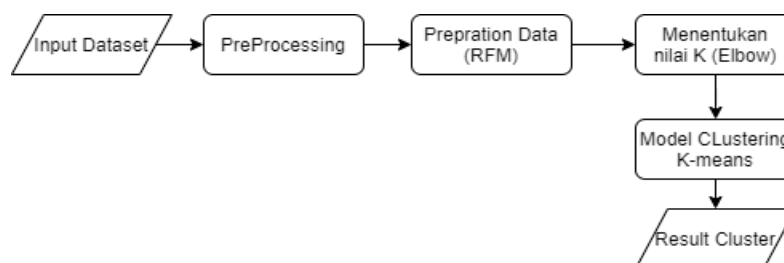 Input Dataset
PreProcessing
Prepration Data
(RFM)
Menentukan
nilai K (Elbow)
Model CLustering
K-means
Result Cluster